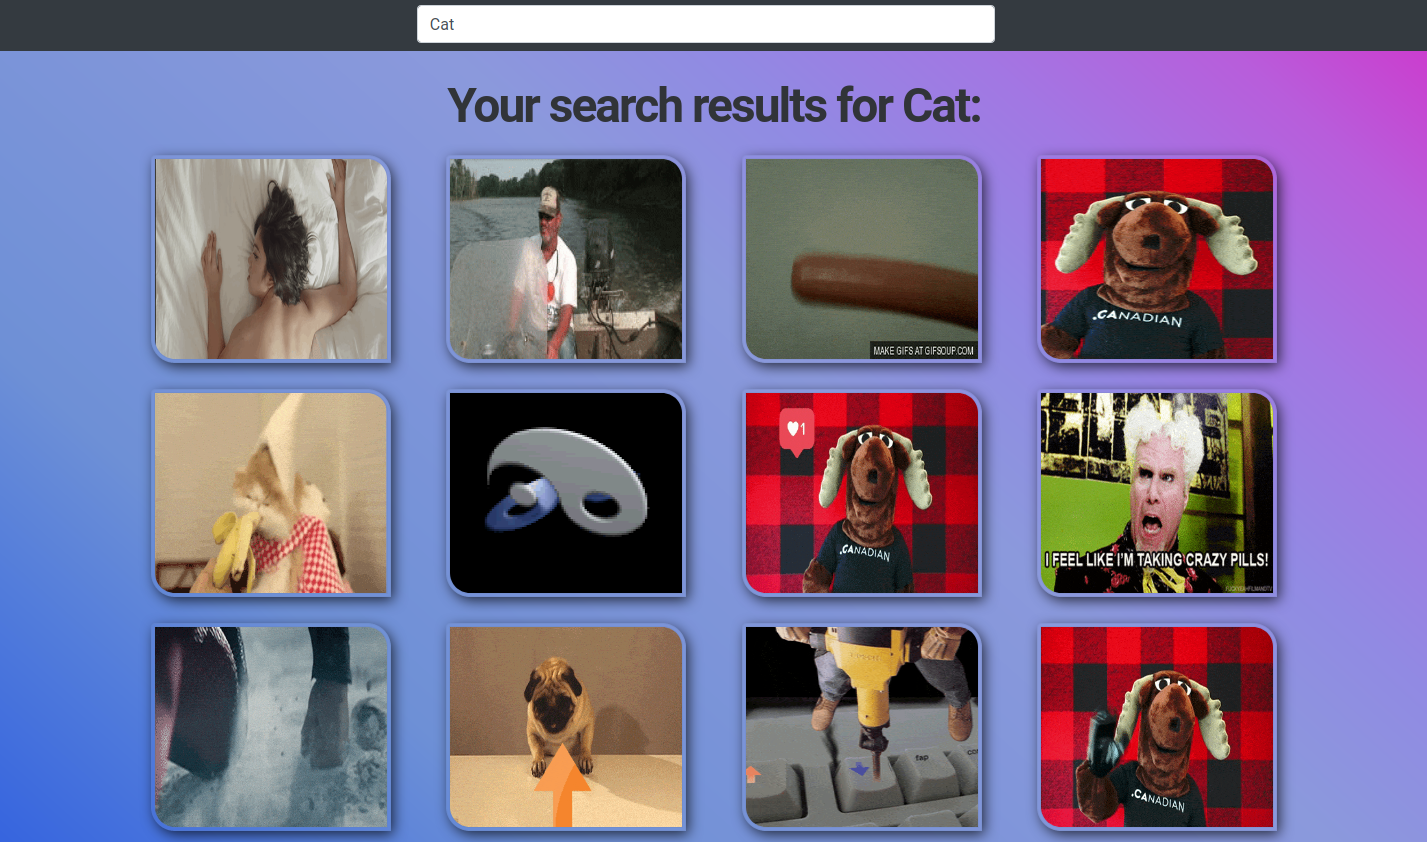 Cat
Your search results for Cat:
MAKE GIFS AT GIFSOUP.COM
.CANADIAN
1
.CANADIAN
I FEEL LIKE I'M TAKING CRAZY PILLS!
tap
.CANADIAN